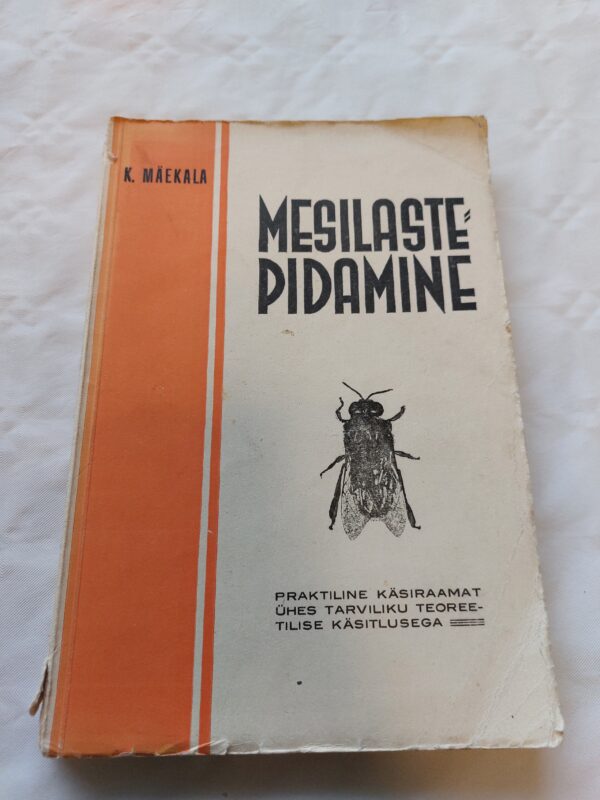 K. MÄEKALA
MESILASTE-
PIDAMINE
PRAKTILINE KÄSIRAAMAT
ÜHES TARVILIKU TEOREE-
TILISE KÄSITLUSEGA